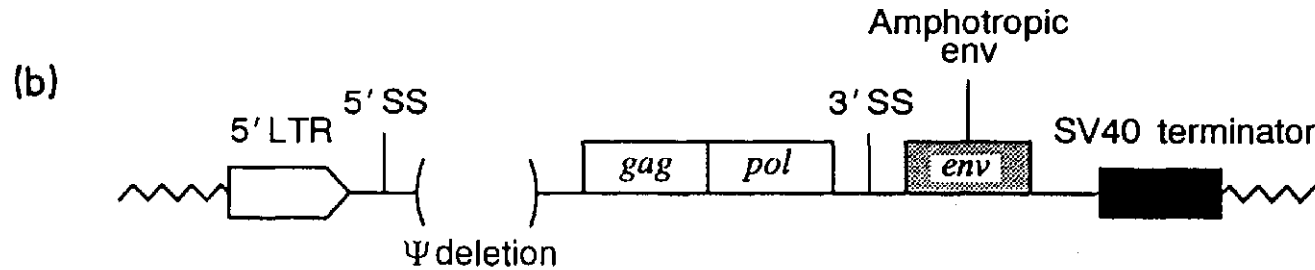 (b)
Amphotropic
env
5' LTR
5' SS
3' SS
SV40 terminator
gag
pol
env
Ψ deletion